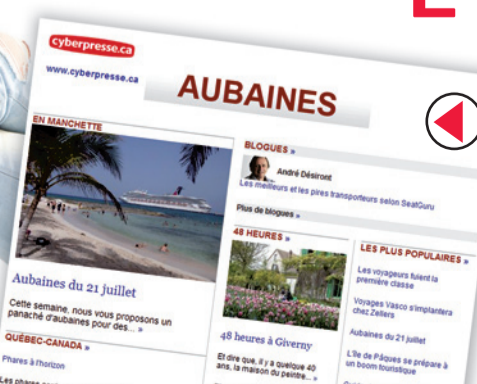 E
cyberpresse.ca
www.cyberpresse.ca
AUBAINES
EN MANCHETTE
Aubaines du 21 juillet
Cette semaine, nous vous proposons un
panaché d'aubaines pour des... »
QUÉBEC-CANADA »
Phares à l'horizon
Les phares
BLOGUES »
André Désiront
Les meilleurs et les pires transporteurs selon SeatGuru
Plus de blogues »
48 HEURES »
48 heures à Giverny
Et dire que, il y a quelque 40
ans, la maison du peintre... »
LES PLUS POPULAIRES »
Les voyageurs fuient la
première classe
Voyages Vasco s'implantera
chez Zellers
Aubaines du 21 juillet
L'île de Pâques se prépare à
un boom touristique